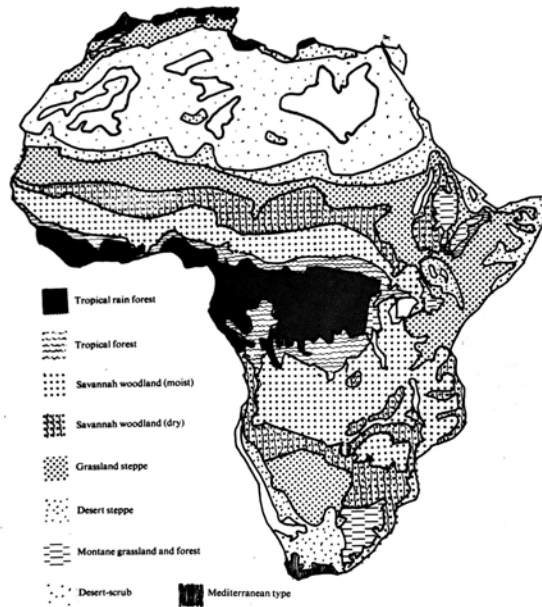 Tropical rain forest
Tropical forest
Savannah woodland (moist)
Savannah woodland (dry)
Grassland steppe
Desert steppe
Montane grassland and forest
Desert-scrub
Mediterranean type